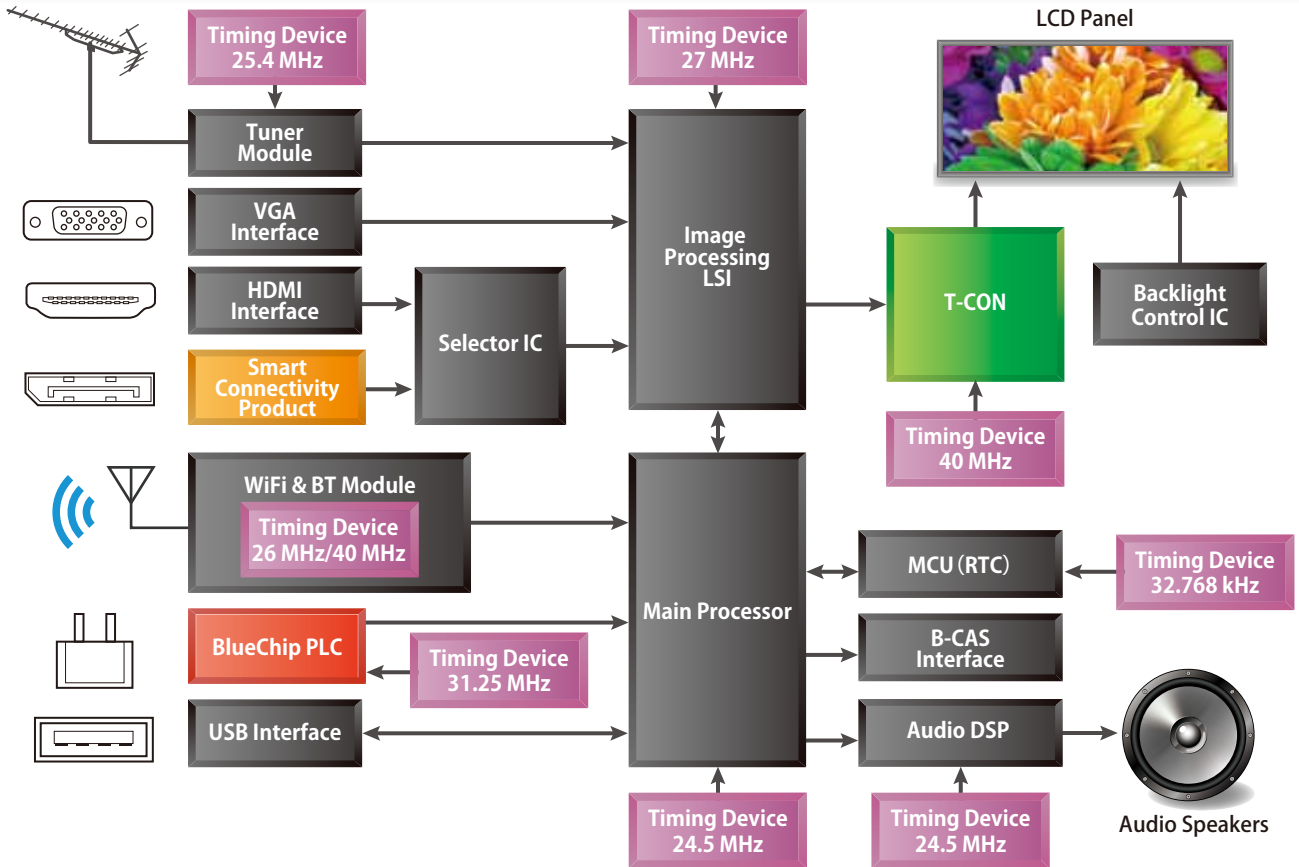 Timing Device
25.4 MHz
Timing Device
27 MHz
LCD Panel
Tuner
Module
VGA
Interface
HDMI
Interface
Smart
Connectivity
Product
Selector IC
Image
Processing
LSI
T-CON
Backlight
Control IC
Timing Device
40 MHz
WiFi & BT Module
Timing Device
26 MHz/40 MHz
BlueChip PLC
Timing Device
31.25 MHz
USB Interface
Main Processor
MCU（RTC）
Timing Device
32.768 kHz
B-CAS
Interface
Audio DSP
Timing Device
24.5 MHz
Timing Device
24.5 MHz
Audio Speakers